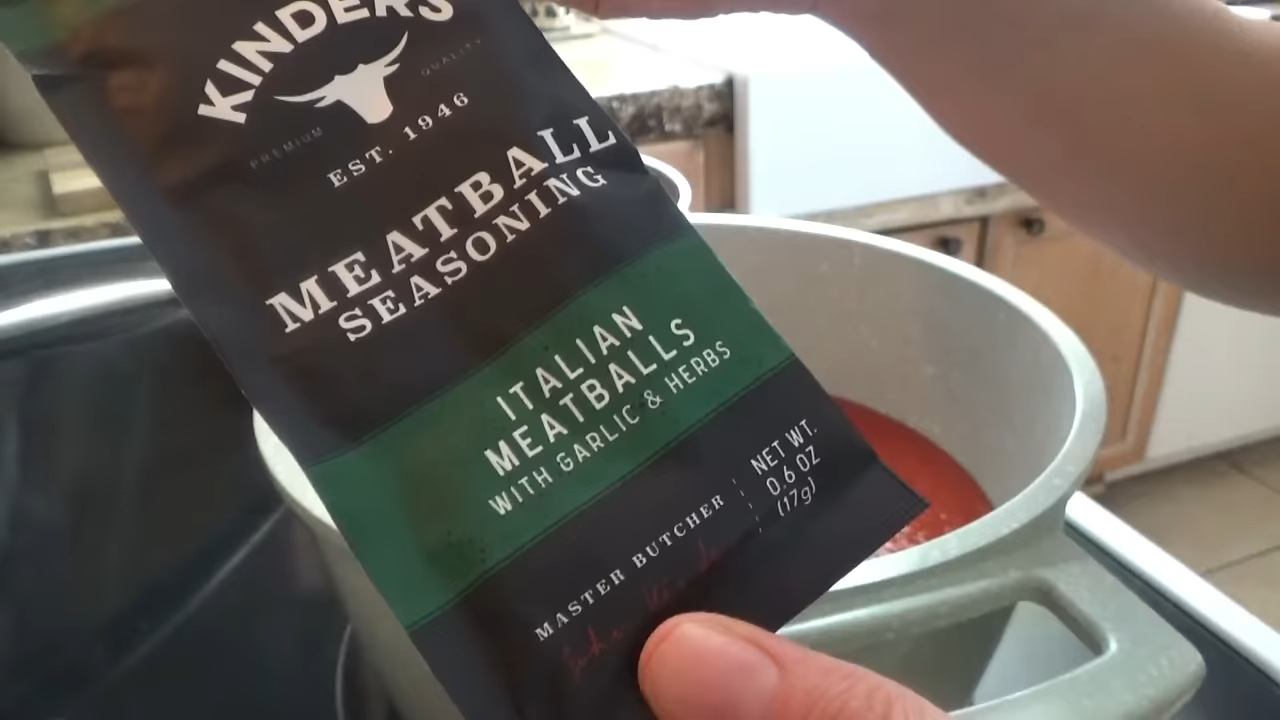 KINDER'S
PREMIUM QUALITY
EST. 1946
MEATBALL
SEASONING
ITALIAN
MEATBALLS
WITH GARLIC & HERBS
MASTER BUTCHER
NET WT.
0.6 OZ
(17g)